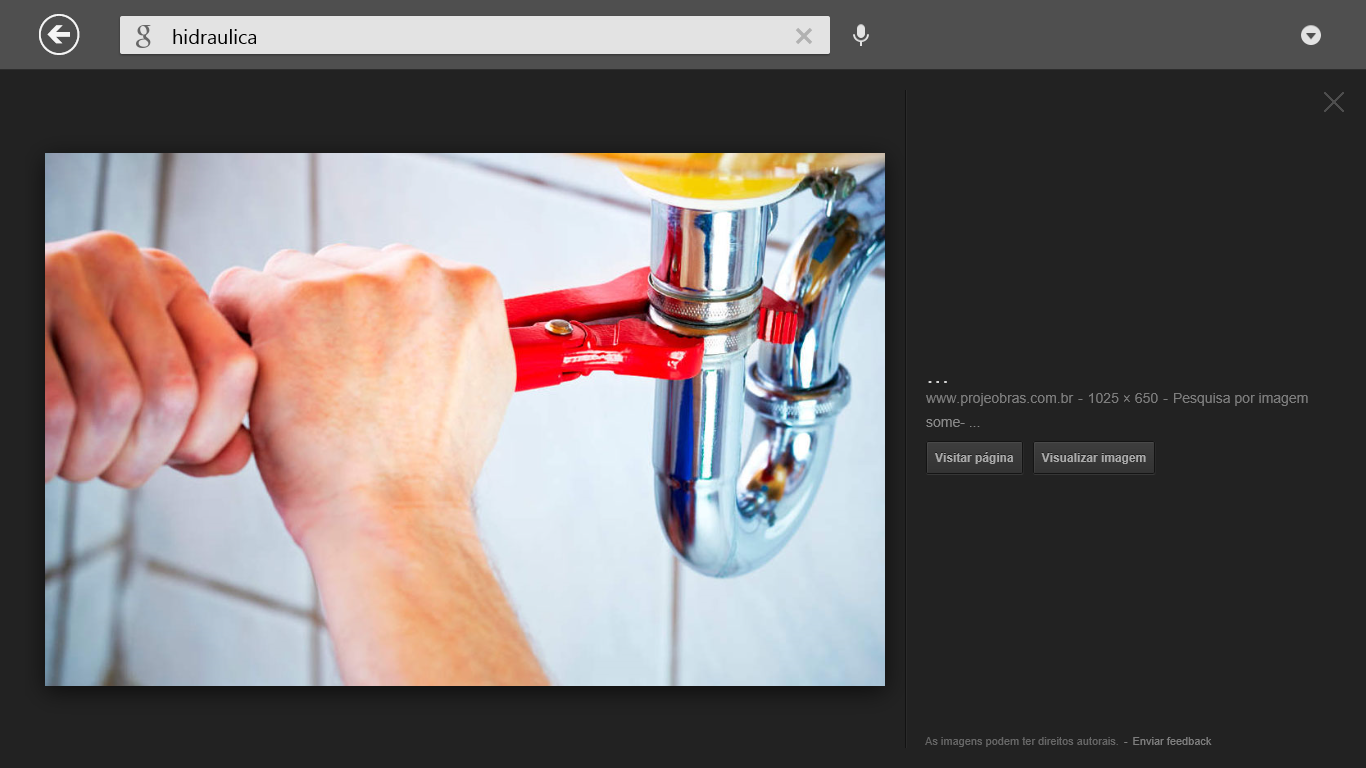 hidraulica
...
www.projeobras.com.br - 1025 × 650 - Pesquisa por imagem
some- ...
Visitar página Visualizar imagem
As imagens podem ter direitos autorais. - Enviar feedback